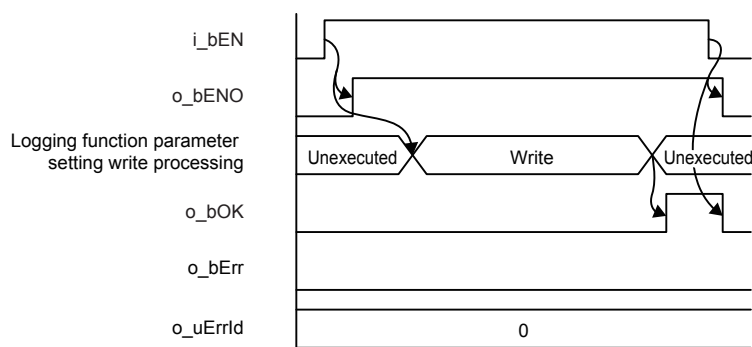 i_bEN
o_bENO
Logging function parameter
setting write processing
Unexecuted
Write
Unexecuted
o_bOK
o_bErr
o_uErrId
0